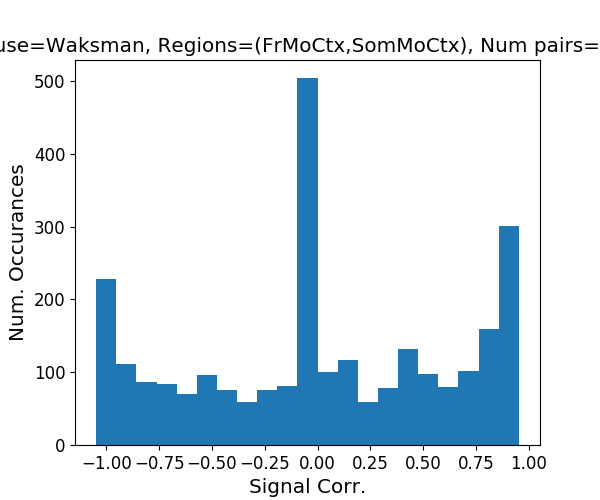 use=Waksman, Regions=(FrMoCtx,SomMoCtx), Num pairs=
500
400
300
200
100
0
Num. Occurances
−1.00 −0.75 −0.50 −0.25 0.00 0.25 0.50 0.75 1.00
Signal Corr.